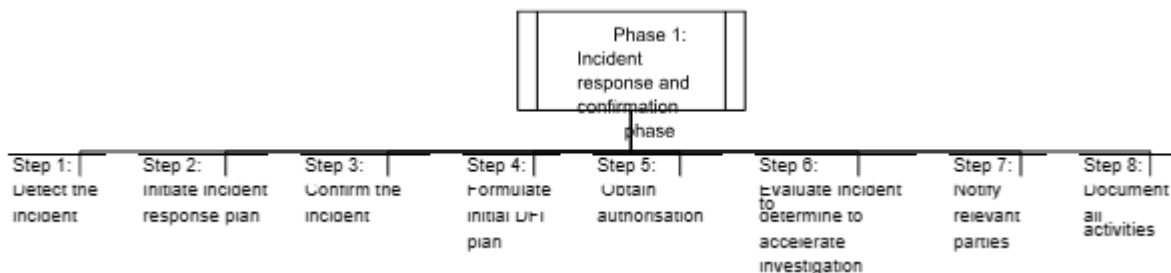 Phase 1:
Incident
response and
confirmation
phase
Step 1:
Detect the
incident
Step 2:
Initiate incident
response plan
Step 3:
Confirm the
incident
Step 4:
Formulate
initial DFI
plan
Step 5:
Obtain
authorisation
Step 6:
Evaluate incident
to
determine to
accelerate
investigation
Step 7:
Notify
relevant
parties
Step 8:
Document
all
activities